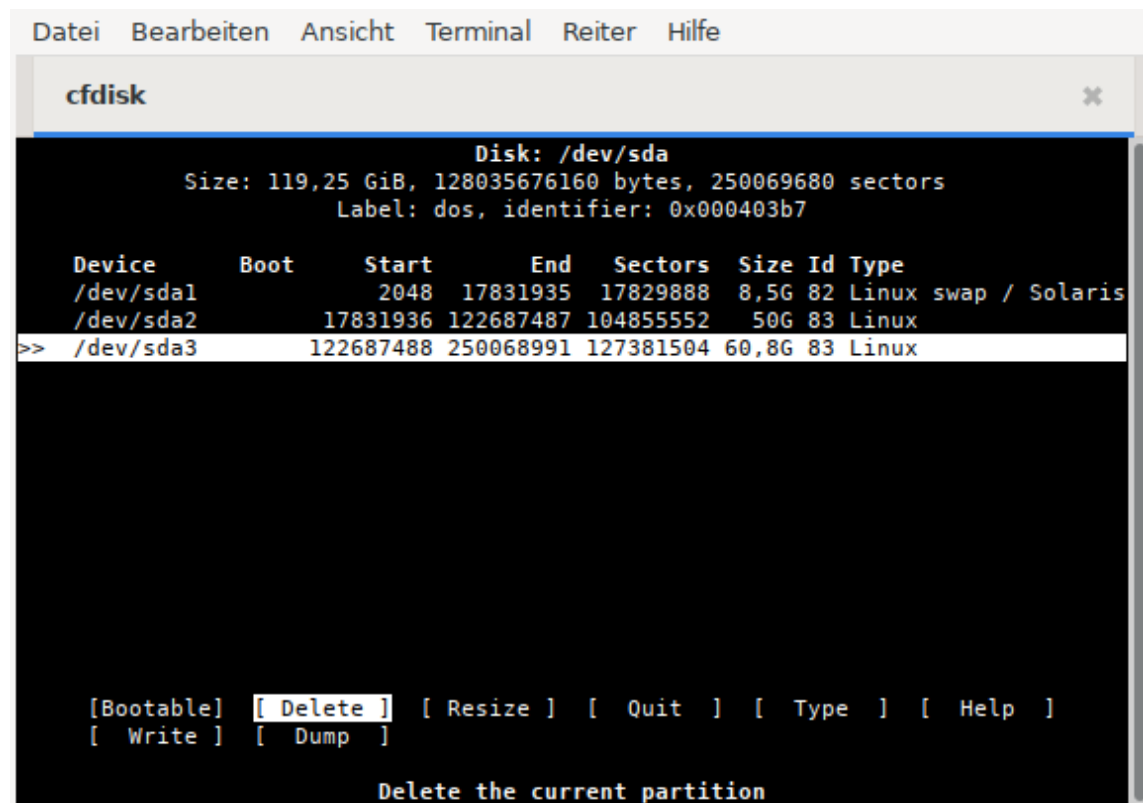 Datei Bearbeiten Ansicht Terminal Reiter Hilfe
cfdisk
Disk: /dev/sda
Size: 119,25 GiB, 128035676160 bytes, 250069680 sectors
Label: dos, identifier: 0x000403b7
Device Boot Start End Sectors Size Id Type
/dev/sda1 2048 17831935 17829888 8,5G 82 Linux swap / Solaris
/dev/sda2 17831936 122687487 104855552 50G 83 Linux
>> /dev/sda3 122687488 250068991 127381504 60,8G 83 Linux
[Bootable] [ Delete ] [ Resize ] [ Quit ] [ Type ] [ Help ]
[ Write ] [ Dump ]
Delete the current partition